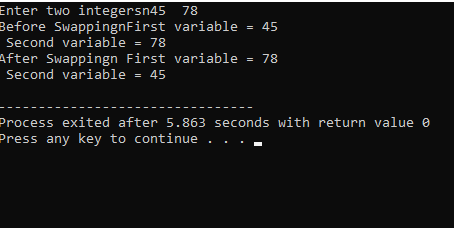 Enter two integersn45  78
Before SwappingnFirst variable = 45
 Second variable = 78
After Swappingn First variable = 78
 Second variable = 45
--------------------------------
Process exited after 5.863 seconds with return value 0
Press any key to continue . . .